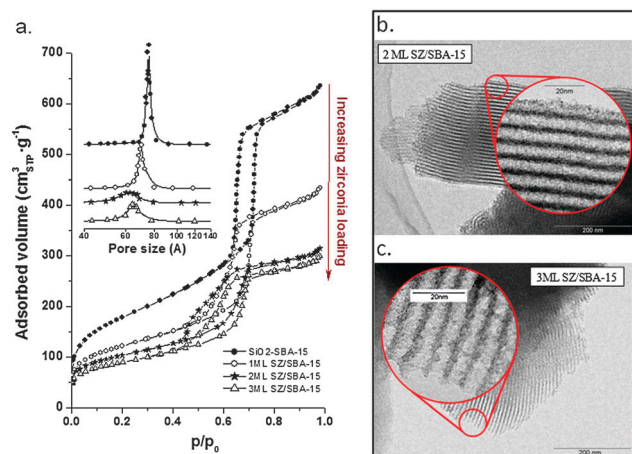 a.
Adsorbed volume (cm³STP·g⁻¹)
700
600
500
400
300
200
100
0
0.0 0.2 0.4 0.6 0.8 1.0
p/p0
40 60 80 100 120 140
Pore size (A)
SiO2-SBA-15
1ML SZ/SBA-15
2ML SZ/SBA-15
3ML SZ/SBA-15
Increasing zirconia loading
b.
2 ML SZ/SBA-15
20nm
200 nm
c.
3ML SZ/SBA-15
20nm
200 nm